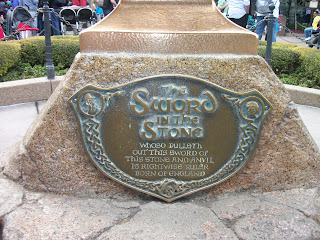 The
Sword
in the
Stone
Whoso Pulleth
out this sword of
this stone and anvil
is rightwise ruler
born of England